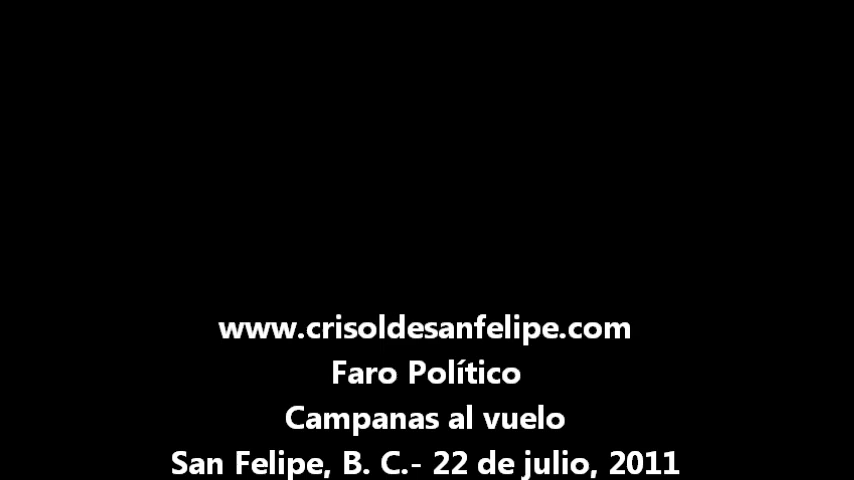 www.crisoldesanfelipe.com
Faro Político
Campanas al vuelo
San Felipe, B. C.- 22 de julio, 2011